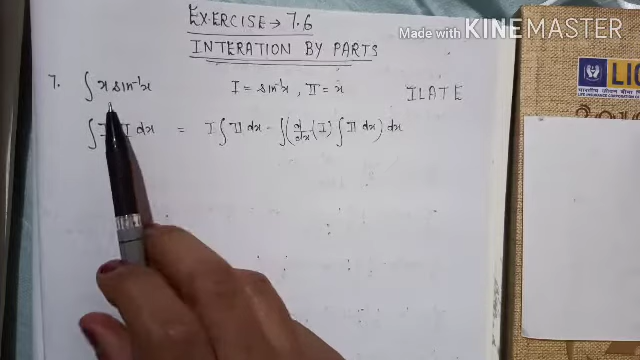 Made with KINEMASTER
EXERCISE → 7.6
INTERATION BY PARTS
7. ∫ x sin⁻¹x I = sin⁻¹x , II = x ILATE
∫ I II dx = I ∫ II dx - ∫ (d/dx (I) ∫ II dx) dx
LIC